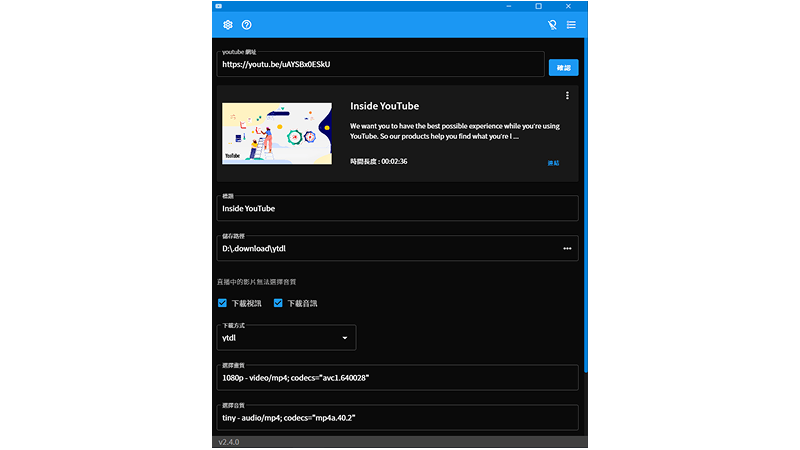 youtube 網址
https://youtu.be/uAYSBx0ESkU
確認
Inside YouTube
We want you to have the best possible experience while you're using
YouTube. So our products help you find what you're l ...
YouTube
時間長度 : 00:02:36
連結
標題
Inside YouTube
儲存路徑
D:\.download\ytdl
直播中的影片無法選擇音質
下載視訊
下載音訊
下載方式
ytdl
選擇畫質
1080p - video/mp4; codecs="avc1.640028"
選擇音質
tiny - audio/mp4; codecs="mp4a.40.2"
v2.4.0